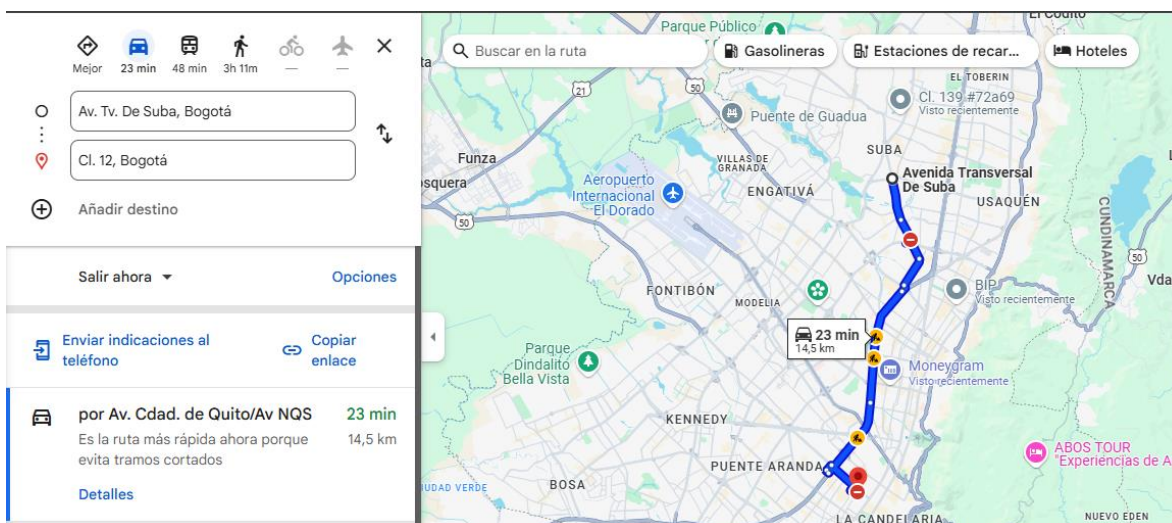 Mejor
23 min
48 min
3h 11m
Av. Tv. De Suba, Bogotá
Cl. 12, Bogotá
Añadir destino
Salir ahora
Opciones
Enviar indicaciones al
teléfono
Copiar
enlace
por Av. Cdad. de Quito/Av NQS
23 min
Es la ruta más rápida ahora porque
14,5 km
evita tramos cortados
Detalles
Buscar en la ruta
Gasolineras
Estaciones de recar...
Hoteles
Parque Público
El Codito
EL TOBERIN
21
50
Cl. 139 #72a69
Visto recientemente
Puente de Guadua
SUBA
Funza
VILLAS DE
GRANADA
Avenida Transversal
De Suba
Aeropuerto
Internacional
El Dorado
ENGATIVÁ
USAQUÉN
50
CUNDINAMARCA
50
Vda
FONTIBÓN
MODELIA
BIP
Visto recientemente
23 min
14,5 km
Parque
Dindalito
Bella Vista
Moneygram
Visto recientemente
KENNEDY
ABOS TOUR
"Experiencias de A
PUENTE ARANDA
BOSA
UDAD VERDE
LA CANDELARIA
NUEVO EDEN